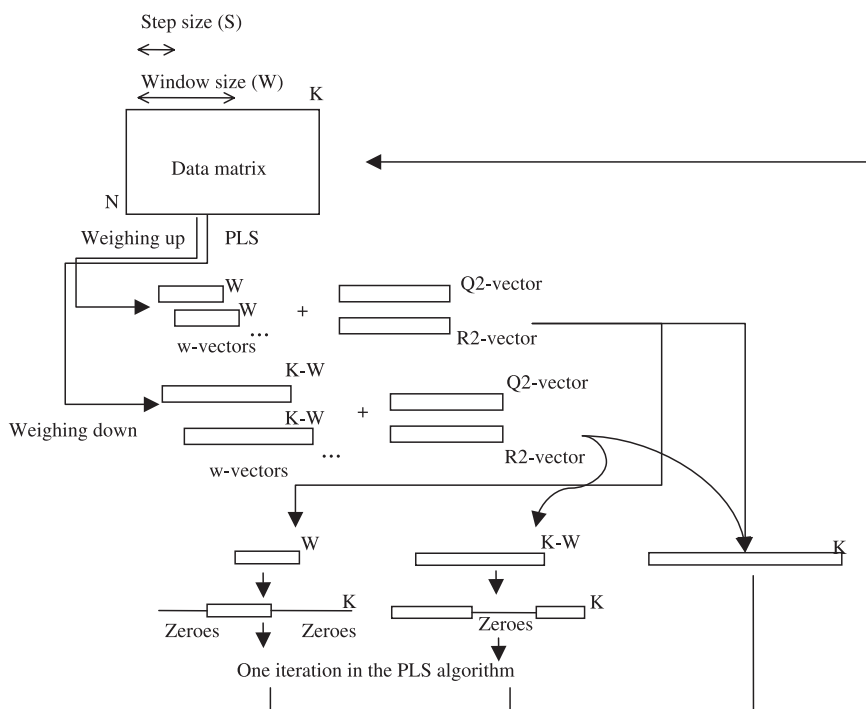 Step size (S)
Window size (W)
K
Data matrix
N
Weighing up
PLS
W
W
...
w-vectors
+
Q2-vector
R2-vector
K-W
K-W
...
w-vectors
+
Q2-vector
R2-vector
Weighing down
W
K-W
K
K
Zeroes
Zeroes
K
Zeroes
One iteration in the PLS algorithm